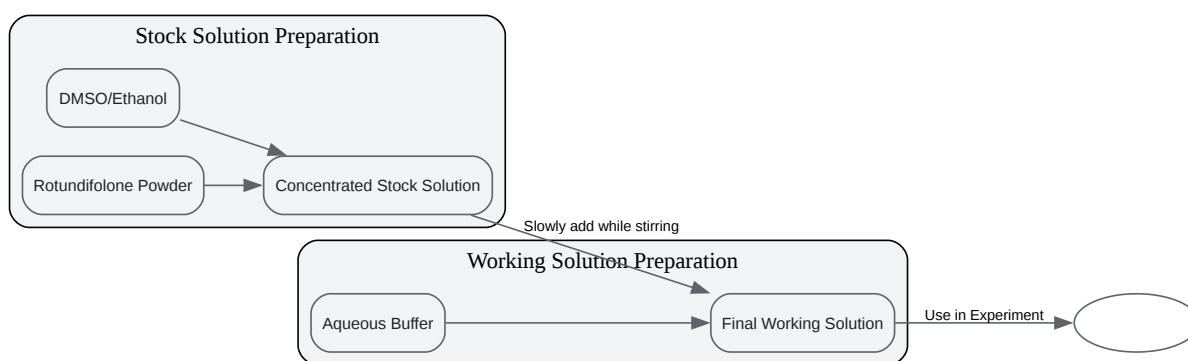 Stock Solution Preparation
DMSO/Ethanol
Rotundifolone Powder
Concentrated Stock Solution
Slowly add while stirring
Working Solution Preparation
Aqueous Buffer
Final Working Solution
Use in Experiment